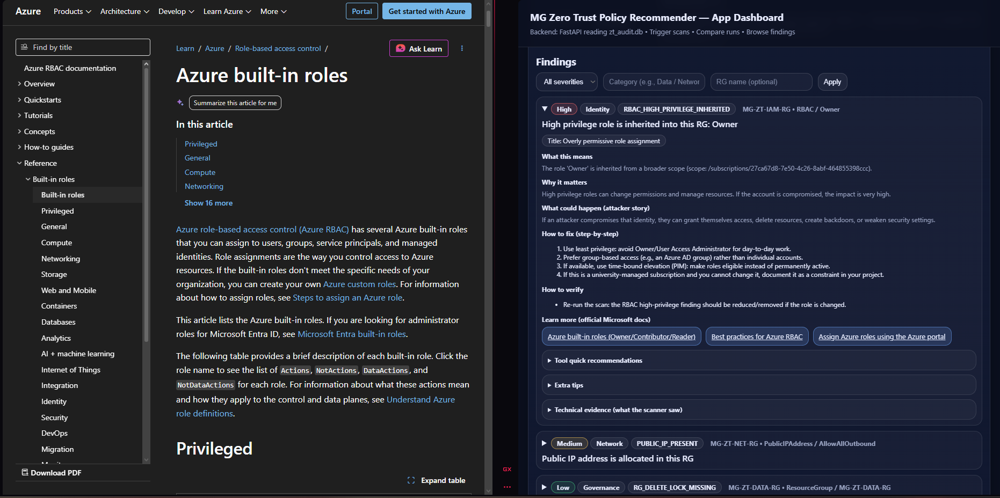 Azure
Products
Architecture
Develop
Learn Azure
More
Portal
Get started with Azure
Find by title
Azure RBAC documentation
Overview
Quickstarts
Tutorials
Concepts
How-to guides
Reference
Built-in roles
Built-in roles
Privileged
General
Compute
Networking
Storage
Web and Mobile
Containers
Databases
Analytics
AI + machine learning
Internet of Things
Integration
Identity
Security
DevOps
Migration
Download PDF
Learn / Azure / Role-based access control /
Ask Learn
Azure built-in roles
Summarize this article for me
In this article
Privileged
General
Compute
Networking
Show 16 more
Azure role-based access control (Azure RBAC) has several Azure built-in roles
that you can assign to users, groups, service principals, and managed
identities. Role assignments are the way you control access to Azure
resources. If the built-in roles don't meet the specific needs of your
organization, you can create your own Azure custom roles. For information
about how to assign roles, see Steps to assign an Azure role.
This article lists the Azure built-in roles. If you are looking for administrator
roles for Microsoft Entra ID, see Microsoft Entra built-in roles.
The following table provides a brief description of each built-in role. Click the
role name to see the list of Actions, NotActions, DataActions, and
NotDataActions for each role. For information about what these actions mean
and how they apply to the control and data planes, see Understand Azure
role definitions.
Privileged
Expand table
GX
MG Zero Trust Policy Recommender — App Dashboard
Backend: FastAPI reading zt_audit.db • Trigger scans • Compare runs • Browse findings
Findings
All severities
Category (e.g., Data / Networ
RG name (optional)
Apply
High Identity RBAC_HIGH_PRIVILEGE_INHERITED MG-ZT-IAM-RG • RBAC / Owner
High privilege role is inherited into this RG: Owner
Title: Overly permissive role assignment
What this means
The role 'Owner' is inherited from a broader scope (scope: /subscriptions/27ca67d8-7e50-4c26-8abf-464855398ccc).
Why it matters
High privilege roles can change permissions and manage resources. If the account is compromised, the impact is very high.
What could happen (attacker story)
If an attacker compromises that identity, they can grant themselves access, delete resources, create backdoors, or weaken security settings.
How to fix (step-by-step)
1. Use least privilege: avoid Owner/User Access Administrator for day-to-day work.
2. Prefer group-based access (e.g., an Azure AD group) rather than individual accounts.
3. If available, use time-bound elevation (PIM): make roles eligible instead of permanently active.
4. If this is a university-managed subscription and you cannot change it, document it as a constraint in your project.
How to verify
• Re-run the scan: the RBAC high-privilege finding should be reduced/removed if the role is changed.
Learn more (official Microsoft docs)
Azure built-in roles (Owner/Contributor/Reader)
Best practices for Azure RBAC
Assign Azure roles using the Azure portal
Tool quick recommendations
Extra tips
Technical evidence (what the scanner saw)
Medium Network PUBLIC_IP_PRESENT MG-ZT-NET-RG • PublicIPAddress / AllowAllOutbound
Public IP address is allocated in this RG
Low Governance RG_DELETE_LOCK_MISSING MG-ZT-DATA-RG • ResourceGroup / MG-ZT-DATA-RG